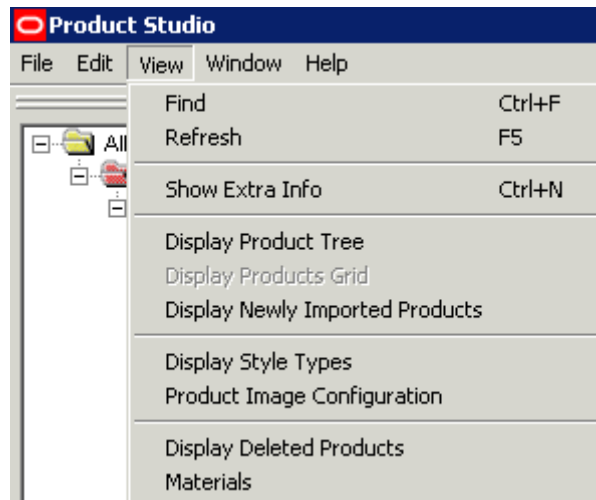 Product Studio
File Edit View Window Help
Find Ctrl+F
Refresh F5
Show Extra Info Ctrl+N
Display Product Tree
Display Products Grid
Display Newly Imported Products
Display Style Types
Product Image Configuration
Display Deleted Products
Materials
All